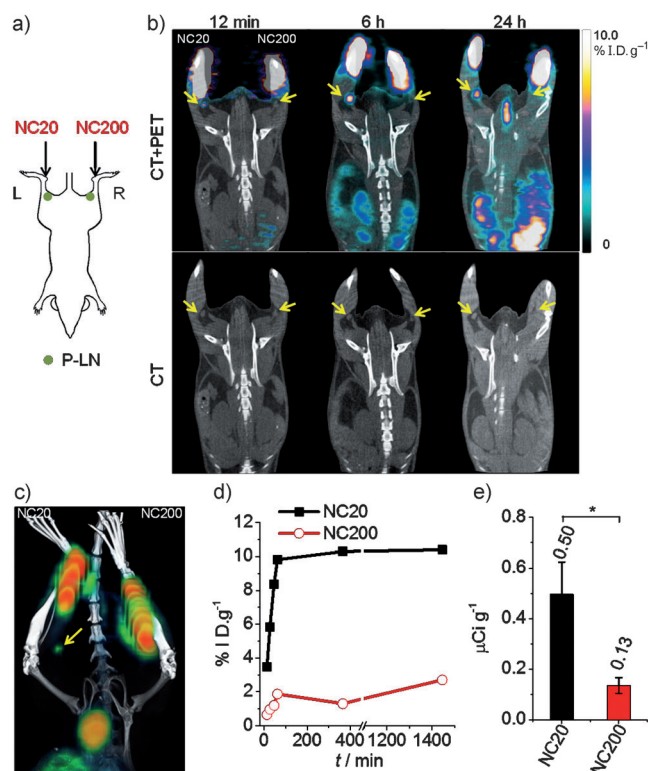 a)
NC20 NC200
L R
P-LN
b)
12 min 6 h 24 h
NC20 NC200
CT+PET
CT
10.0
% I.D. g⁻¹
0
c)
NC20 NC200
d)
NC20
NC200
% I D.g⁻¹
12
10
8
6
4
2
0
0 200 400 1400
t / min
e)
*
μCi g⁻¹
0.8
0.6
0.4
0.2
0.0
0.50
0.13
NC20
NC200